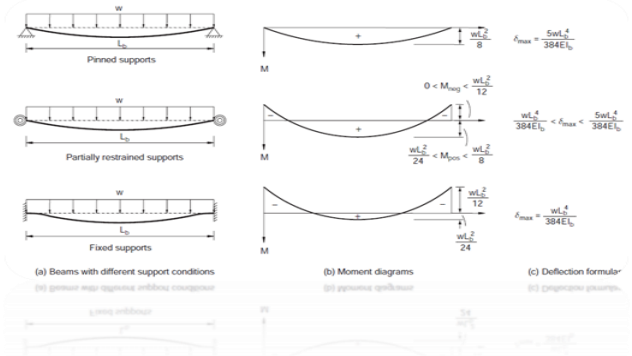 w
L_b
Pinned supports
M
+
wL_b^2/8
δ_max = 5wL_b^4/384EI_b
w
L_b
Partially restrained supports
M
0 < M_neg < wL_b^2/12
−
−
+
wL_b^2/24 < M_pos < wL_b^2/8
wL_b^4/384EI_b < δ_max < 5wL_b^4/384EI_b
w
L_b
Fixed supports
M
−
+
wL_b^2/12
wL_b^2/24
δ_max = wL_b^4/384EI_b
(a) Beams with different support conditions
(b) Moment diagrams
(c) Deflection formular